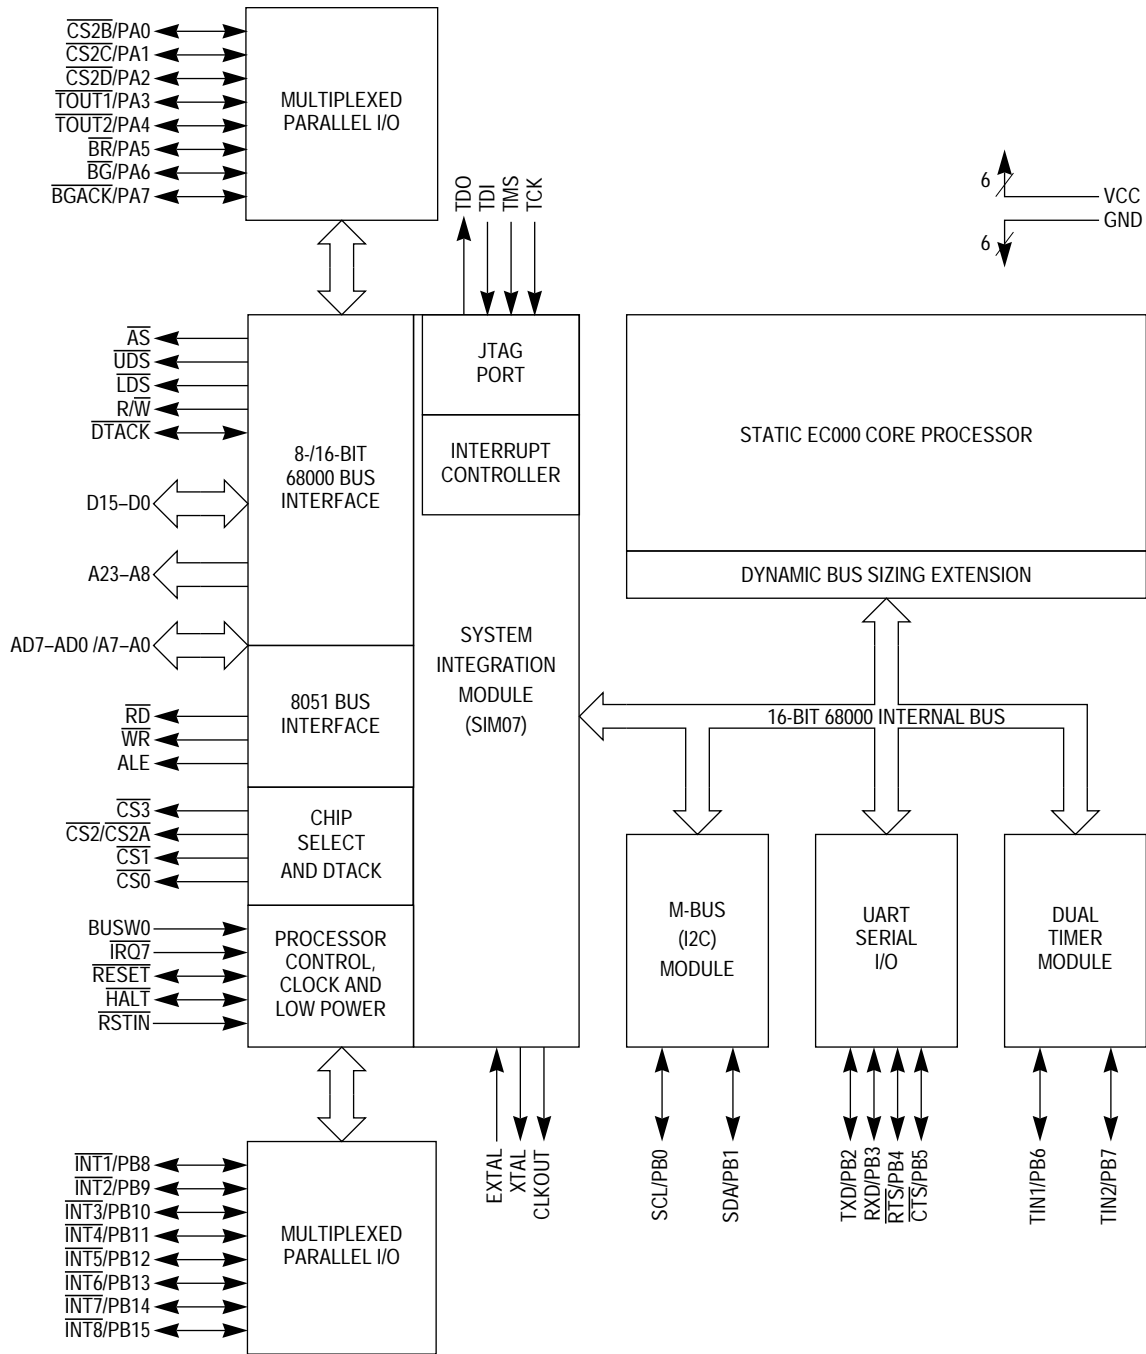 CS2B/PA0
CS2C/PA1
CS2D/PA2
TOUT1/PA3
TOUT2/PA4
BR/PA5
BG/PA6
BGACK/PA7
MULTIPLEXED
PARALLEL I/O
TDO
TDI
TMS
TCK
6
VCC
GND
6
AS
UDS
LDS
R/W
DTACK
D15–D0
A23–A8
AD7–AD0 /A7–A0
8-/16-BIT
68000 BUS
INTERFACE
JTAG
PORT
INTERRUPT
CONTROLLER
STATIC EC000 CORE PROCESSOR
DYNAMIC BUS SIZING EXTENSION
SYSTEM
INTEGRATION
MODULE
(SIM07)
16-BIT 68000 INTERNAL BUS
RD
WR
ALE
8051 BUS
INTERFACE
CS3
CS2/CS2A
CS1
CS0
CHIP
SELECT
AND DTACK
BUSW0
IRQ7
RESET
HALT
RSTIN
PROCESSOR
CONTROL,
CLOCK AND
LOW POWER
M-BUS
(I2C)
MODULE
UART
SERIAL
I/O
DUAL
TIMER
MODULE
EXTAL
XTAL
CLKOUT
SCL/PB0
SDA/PB1
TXD/PB2
RXD/PB3
RTS/PB4
CTS/PB5
TIN1/PB6
TIN2/PB7
INT1/PB8
INT2/PB9
INT3/PB10
INT4/PB11
INT5/PB12
INT6/PB13
INT7/PB14
INT8/PB15
MULTIPLEXED
PARALLEL I/O